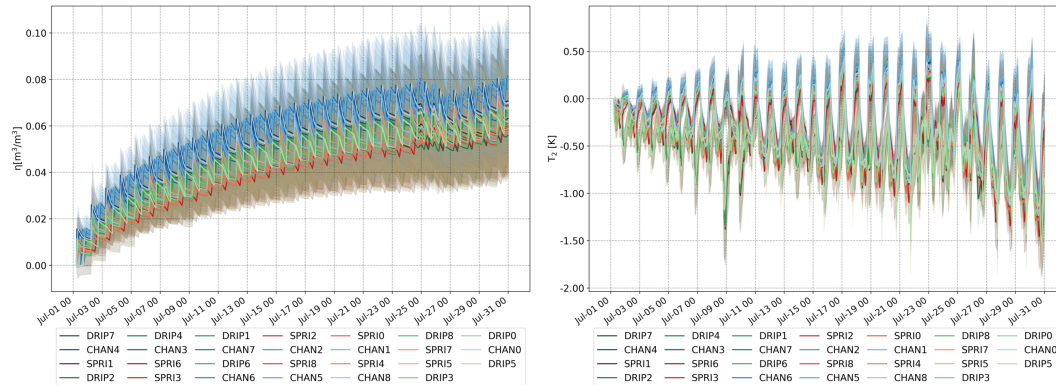 0.10
0.08
0.06
0.04
0.02
0.00
η[m³/m³]
Jul-01 00
Jul-03 00
Jul-05 00
Jul-07 00
Jul-09 00
Jul-11 00
Jul-13 00
Jul-15 00
Jul-17 00
Jul-19 00
Jul-21 00
Jul-23 00
Jul-25 00
Jul-27 00
Jul-29 00
Jul-31 00
DRIP7 DRIP4 DRIP1 SPRI2 SPRI0 DRIP8 DRIP0
CHAN4 CHAN3 CHAN7 CHAN2 CHAN1 SPRI7 CHAN0
SPRI1 SPRI6 DRIP6 SPRI8 SPRI4 SPRI5 DRIP5
DRIP2 SPRI3 CHAN6 CHAN5 CHAN8 DRIP3
0.50
0.00
-0.50
-1.00
-1.50
-2.00
T₂ [K]
Jul-01 00
Jul-03 00
Jul-05 00
Jul-07 00
Jul-09 00
Jul-11 00
Jul-13 00
Jul-15 00
Jul-17 00
Jul-19 00
Jul-21 00
Jul-23 00
Jul-25 00
Jul-27 00
Jul-29 00
Jul-31 00
DRIP7 DRIP4 DRIP1 SPRI2 SPRI0 DRIP8 DRIP0
CHAN4 CHAN3 CHAN7 CHAN2 CHAN1 SPRI7 CHAN0
SPRI1 SPRI6 DRIP6 SPRI8 SPRI4 SPRI5 DRIP5
DRIP2 SPRI3 CHAN6 CHAN5 CHAN8 DRIP3